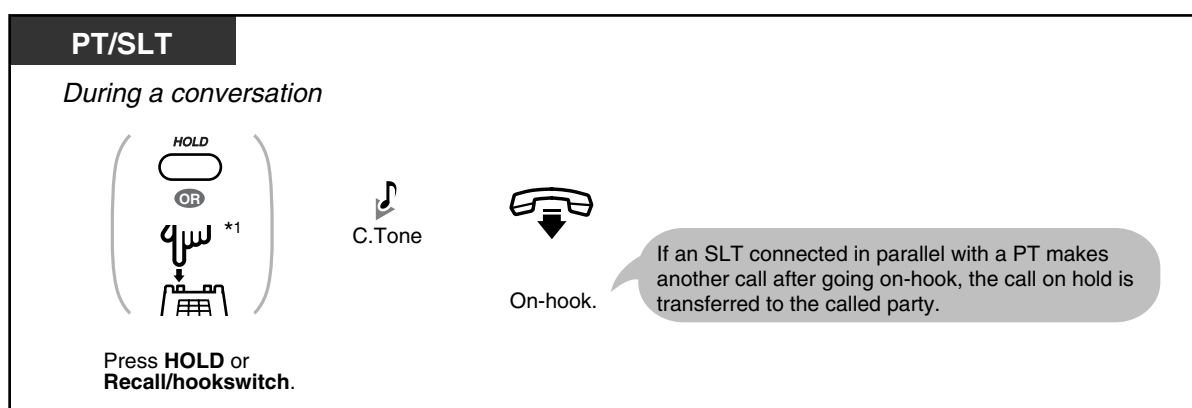 PT/SLT
During a conversation
HOLD
OR
*1
C.Tone
If an SLT connected in parallel with a PT makes
another call after going on-hook, the call on hold is
transferred to the called party.
On-hook.
Press HOLD or
Recall/hookswitch.